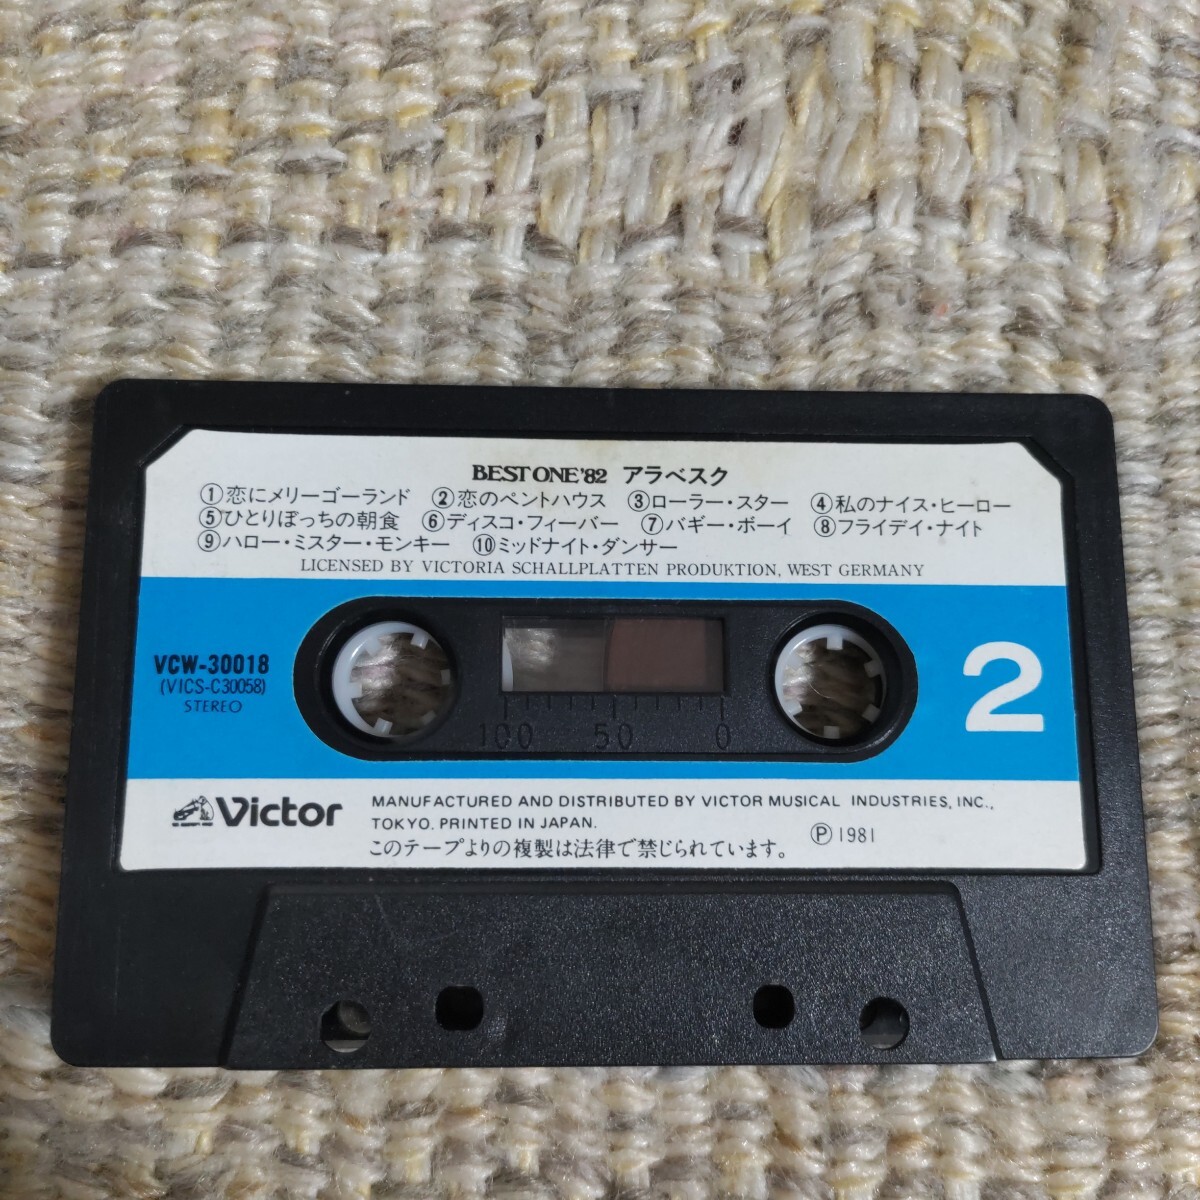 BEST ONE'82 アラベスク
①恋にメリーゴーランド ②恋のペントハウス ③ローラー・スター ④私のナイス・ヒーロー
⑤ひとりぼっちの朝食 ⑥ディスコ・フィーバー ⑦バギー・ボーイ ⑧フライデイ・ナイト
⑨ハロー・ミスター・モンキー ⑩ミッドナイト・ダンサー
LICENSED BY VICTORIA SCHALLPLATTEN PRODUKTION, WEST GERMANY
VCW-30018
(VICS-C30058)
STEREO
100 50 0
2
Victor
MANUFACTURED AND DISTRIBUTED BY VICTOR MUSICAL INDUSTRIES, INC.,
TOKYO. PRINTED IN JAPAN.
Ⓟ1981
このテープよりの複製は法律で禁じられています。